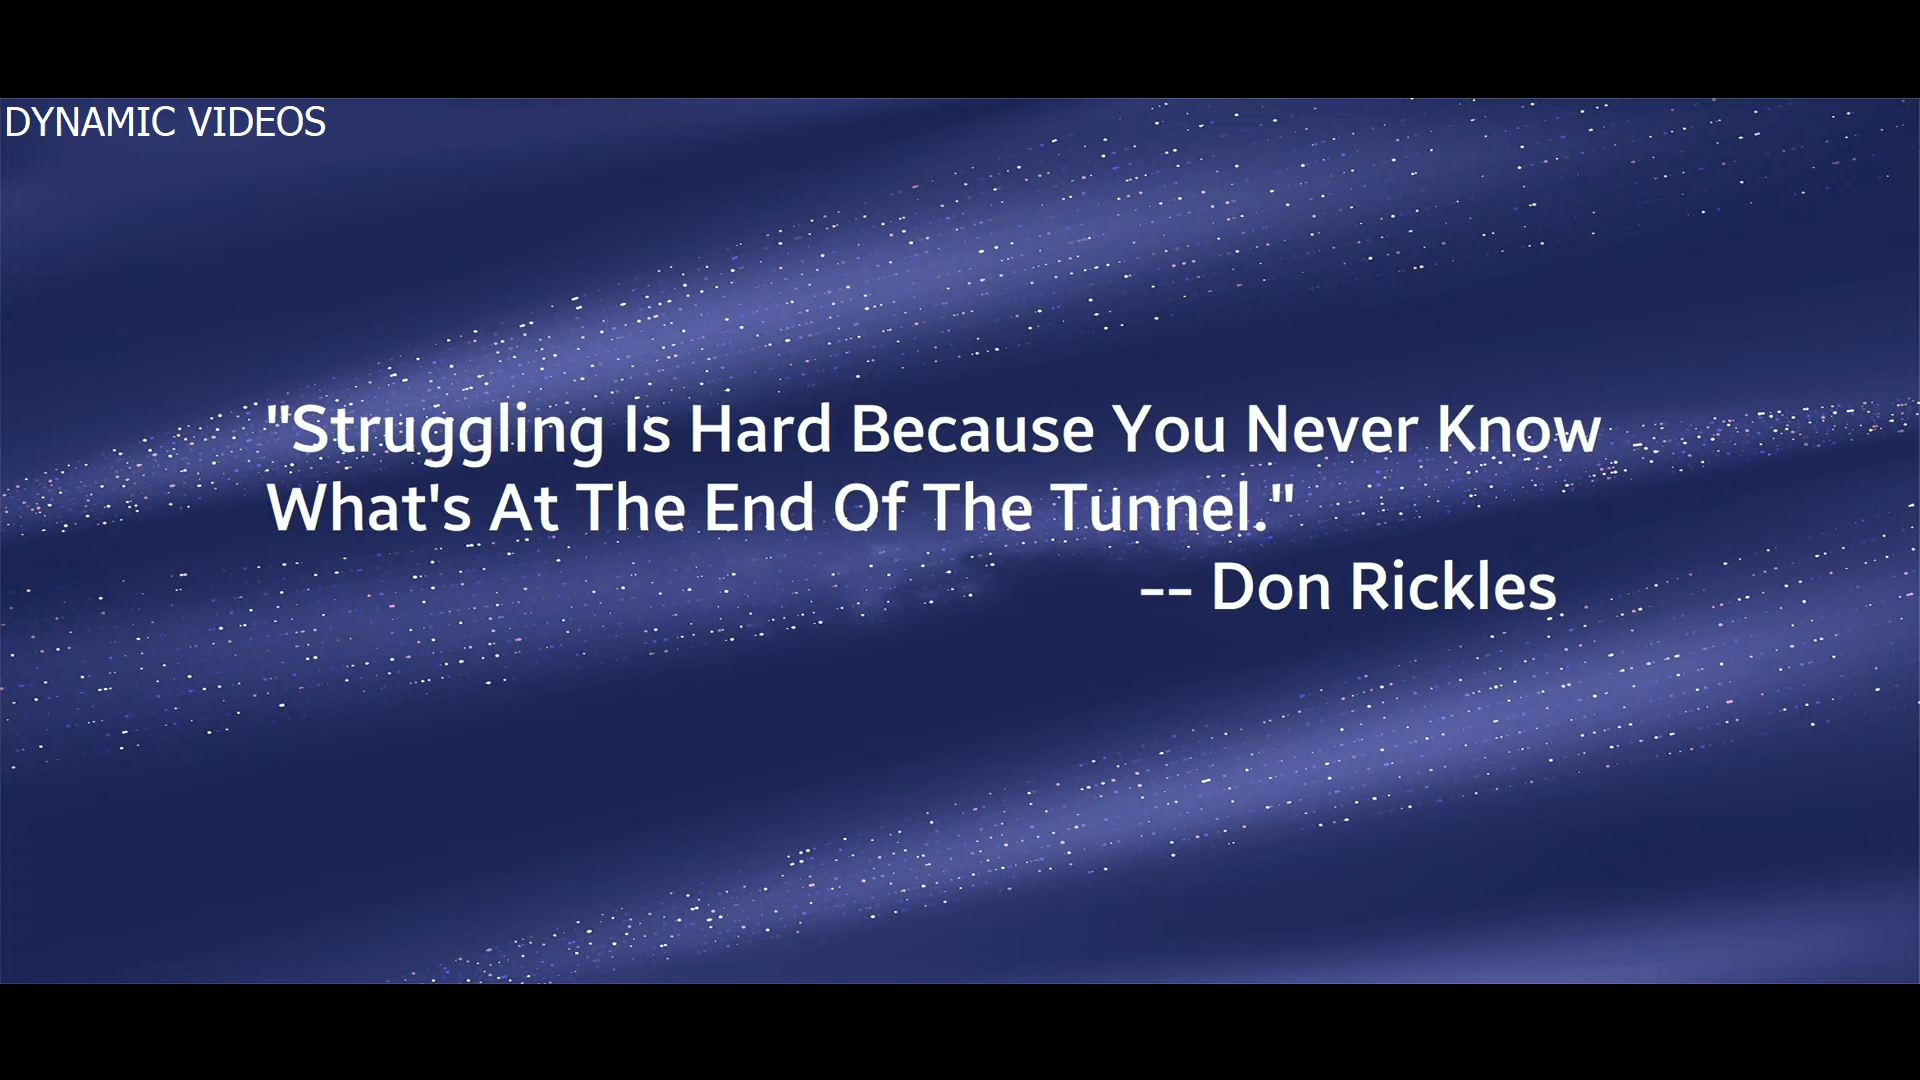 DYNAMIC VIDEOS
"Struggling Is Hard Because You Never Know
What's At The End Of The Tunnel."
-- Don Rickles